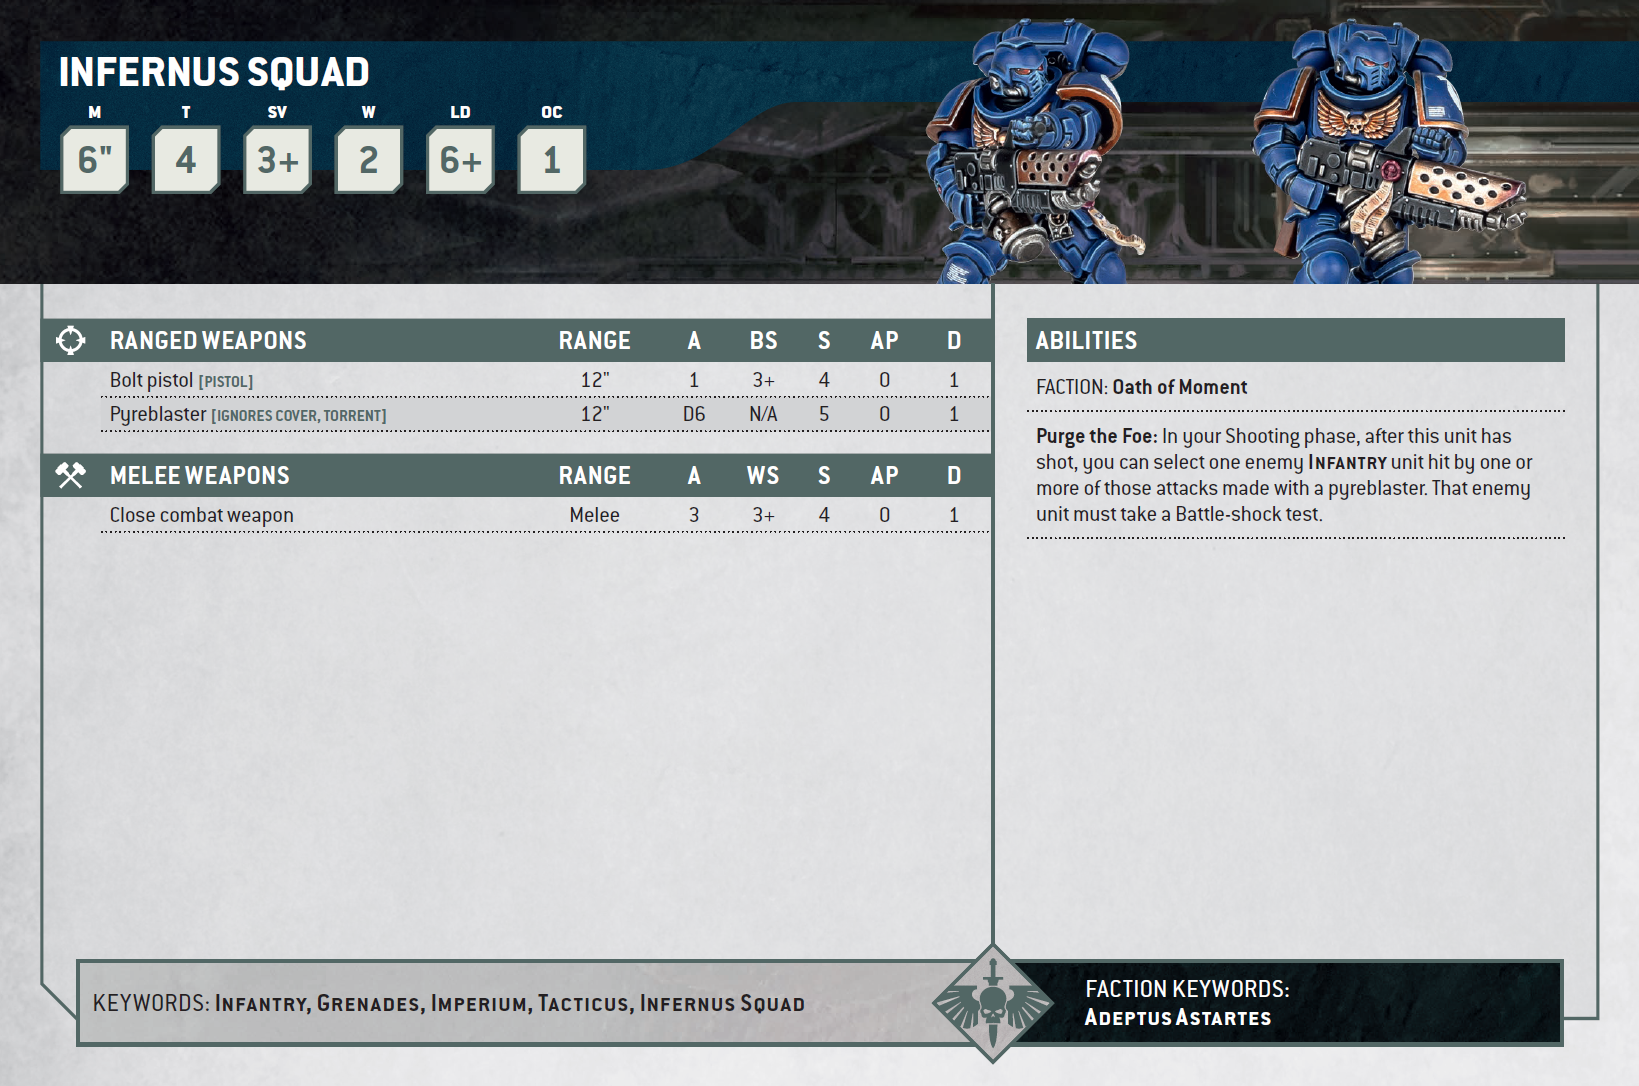 INFERNUS SQUAD
M T SV W LD OC
6" 4 3+ 2 6+ 1
RANGED WEAPONS RANGE A BS S AP D
Bolt pistol [PISTOL] 12" 1 3+ 4 0 1
Pyreblaster [IGNORES COVER, TORRENT] 12" D6 N/A 5 0 1
MELEE WEAPONS RANGE A WS S AP D
Close combat weapon Melee 3 3+ 4 0 1
ABILITIES
FACTION: Oath of Moment
Purge the Foe: In your Shooting phase, after this unit has
shot, you can select one enemy INFANTRY unit hit by one or
more of those attacks made with a pyreblaster. That enemy
unit must take a Battle-shock test.
KEYWORDS: INFANTRY, GRENADES, IMPERIUM, TACTICUS, INFERNUS SQUAD
FACTION KEYWORDS:
ADEPTUS ASTARTES